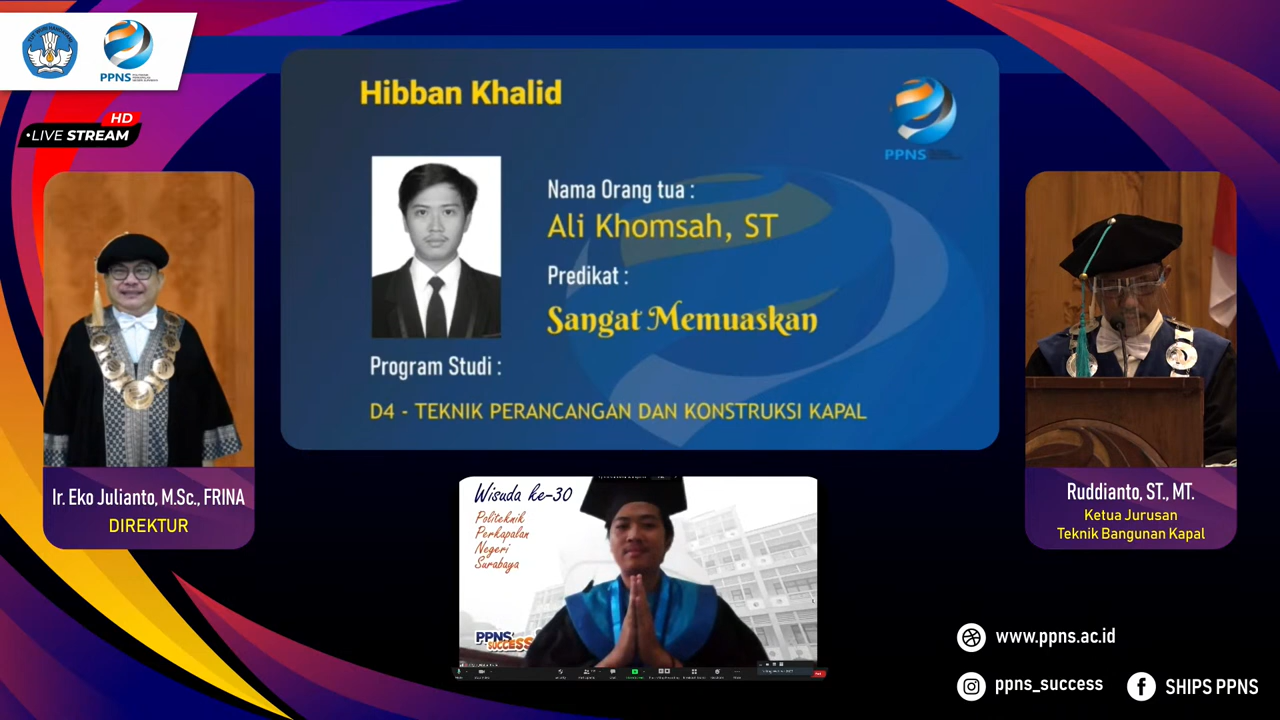 PPNS
HD
LIVE STREAM
Hibban Khalid
PPNS
Nama Orang tua :
Ali Khomsah, ST
Predikat :
Sangat Memuaskan
Program Studi :
D4 - TEKNIK PERANCANGAN DAN KONSTRUKSI KAPAL
Ir. Eko Julianto, M.Sc., FRINA
DIREKTUR
Ruddianto, ST., MT.
Ketua Jurusan
Teknik Bangunan Kapal
Wisuda ke-30
Politeknik
Perkapalan
Negeri
Surabaya
PPNS
SUCCESS
www.ppns.ac.id
ppns_success
SHIPS PPNS